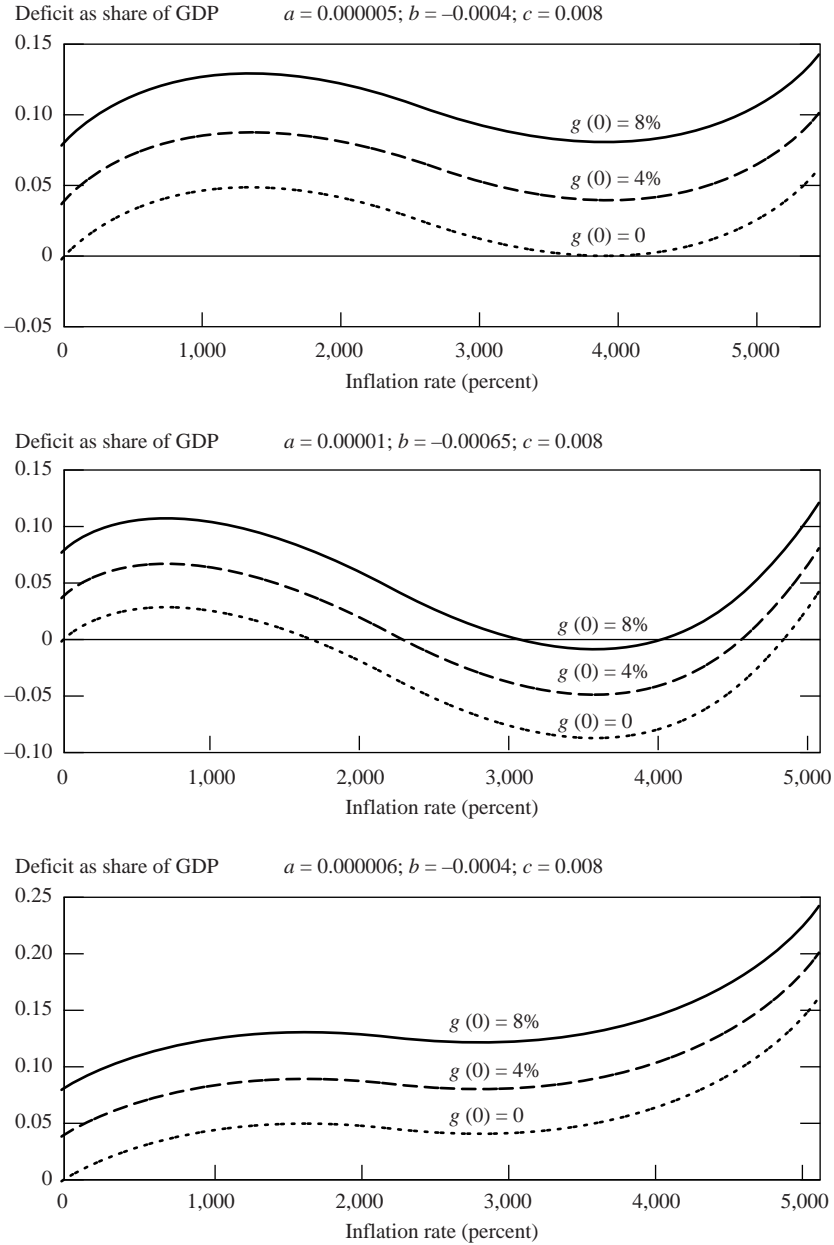 Deficit as share of GDP a = 0.000005; b = –0.0004; c = 0.008
0.15
0.10
g (0) = 8%
g (0) = 4%
0.05
g (0) = 0
0
–0.05
0 1,000 2,000 3,000 4,000 5,000
Inflation rate (percent)
Deficit as share of GDP a = 0.00001; b = –0.00065; c = 0.008
0.15
0.10
0.05
g (0) = 8%
0
g (0) = 4%
–0.05
g (0) = 0
–0.10
0 1,000 2,000 3,000 4,000 5,000
Inflation rate (percent)
Deficit as share of GDP a = 0.000006; b = –0.0004; c = 0.008
0.25
0.20
0.15
g (0) = 8%
0.10
g (0) = 4%
0.05
g (0) = 0
0
0 1,000 2,000 3,000 4,000 5,000
Inflation rate (percent)